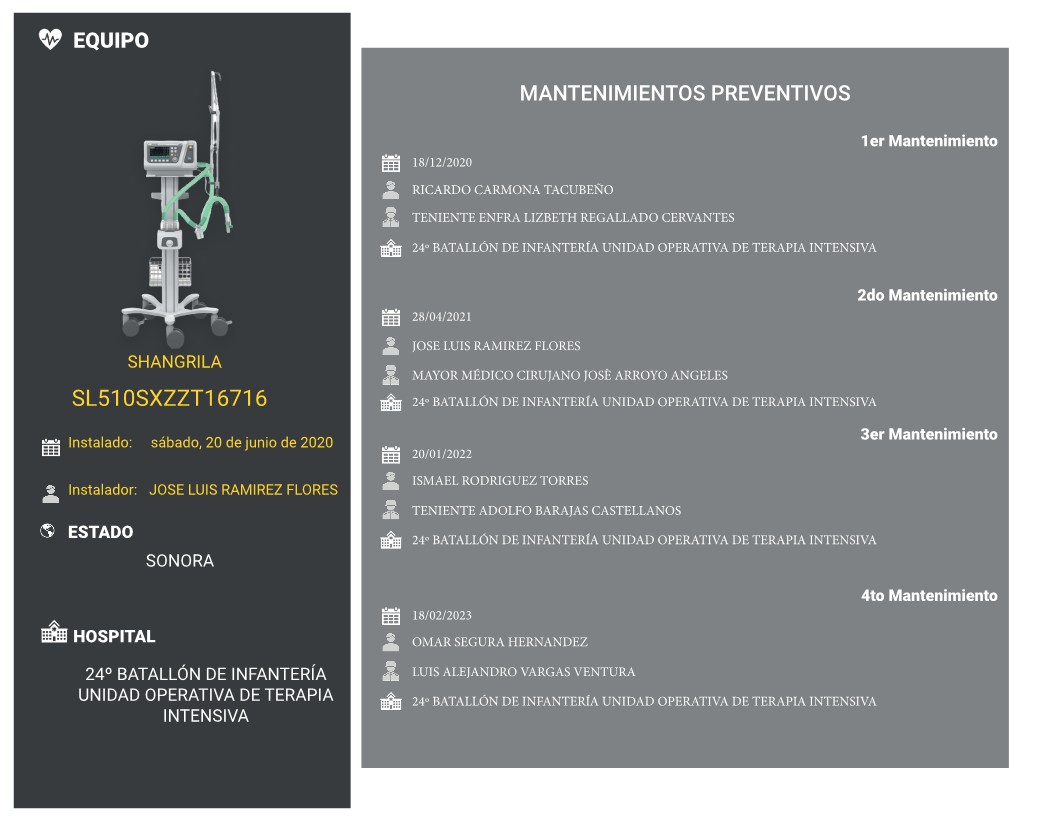 EQUIPO
SHANGRILA
SL510SXZZT16716
Instalado: sábado, 20 de junio de 2020
Instalador: JOSE LUIS RAMIREZ FLORES
ESTADO
SONORA
HOSPITAL
24º BATALLÓN DE INFANTERÍA
UNIDAD OPERATIVA DE TERAPIA
INTENSIVA
MANTENIMIENTOS PREVENTIVOS
1er Mantenimiento
18/12/2020
RICARDO CARMONA TACUBEÑO
TENIENTE ENFRA LIZBETH REGALLADO CERVANTES
24º BATALLÓN DE INFANTERÍA UNIDAD OPERATIVA DE TERAPIA INTENSIVA
2do Mantenimiento
28/04/2021
JOSE LUIS RAMIREZ FLORES
MAYOR MÉDICO CIRUJANO JOSÈ ARROYO ANGELES
24º BATALLÓN DE INFANTERÍA UNIDAD OPERATIVA DE TERAPIA INTENSIVA
3er Mantenimiento
20/01/2022
ISMAEL RODRIGUEZ TORRES
TENIENTE ADOLFO BARAJAS CASTELLANOS
24º BATALLÓN DE INFANTERÍA UNIDAD OPERATIVA DE TERAPIA INTENSIVA
4to Mantenimiento
18/02/2023
OMAR SEGURA HERNANDEZ
LUIS ALEJANDRO VARGAS VENTURA
24º BATALLÓN DE INFANTERÍA UNIDAD OPERATIVA DE TERAPIA INTENSIVA